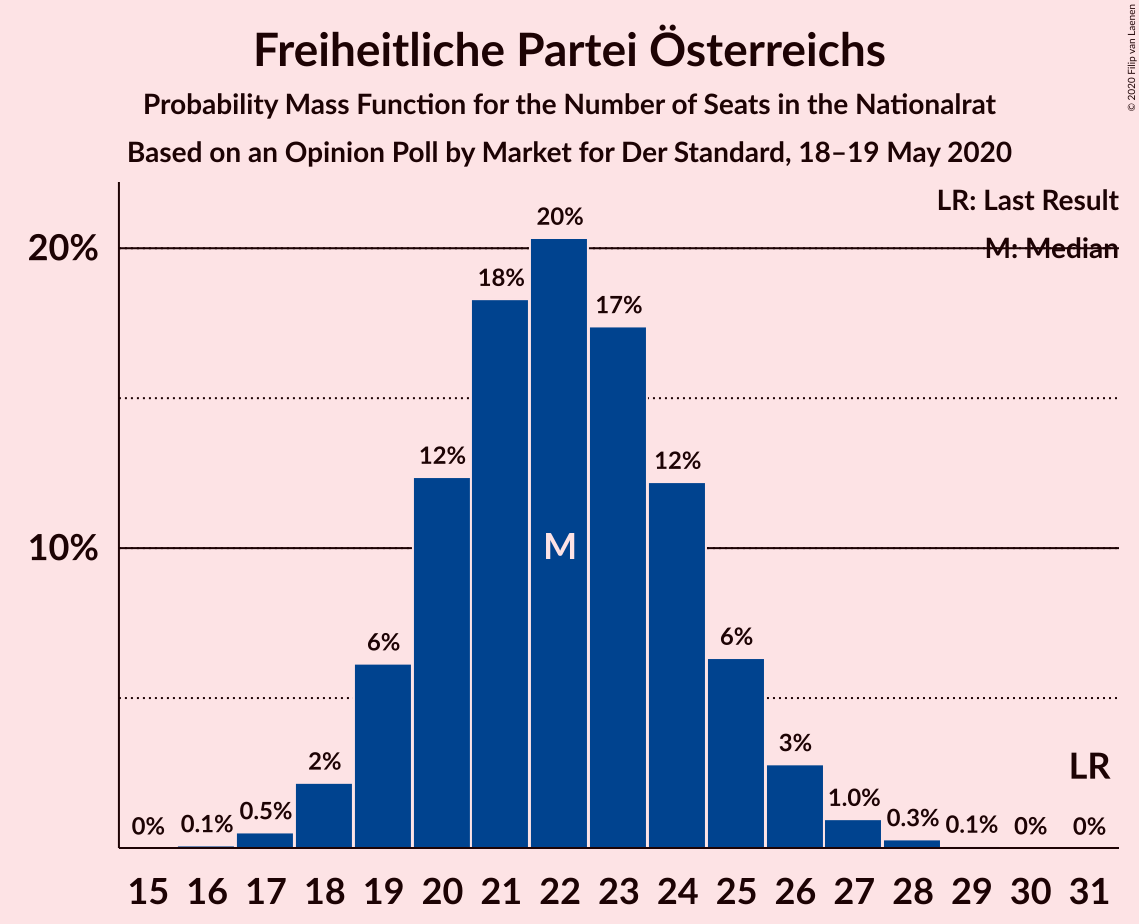 Freiheitliche Partei Österreichs
Probability Mass Function for the Number of Seats in the Nationalrat
Based on an Opinion Poll by Market for Der Standard, 18–19 May 2020
© 2020 Filip van Laenen
LR: Last Result
M: Median
20%
10%
0%
0.1%
0.5%
2%
6%
12%
18%
20%
17%
12%
6%
3%
1.0%
0.3%
0.1%
0%
0%
M
LR
15 16 17 18 19 20 21 22 23 24 25 26 27 28 29 30 31